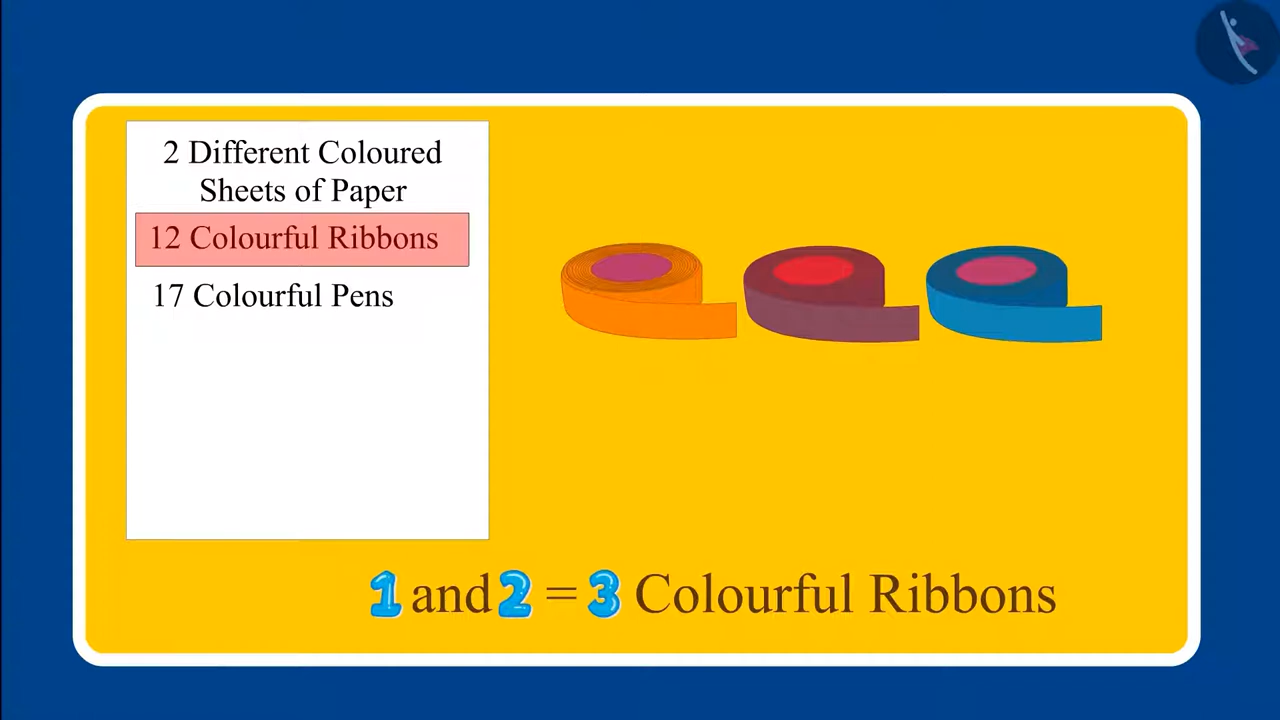 2 Different Coloured
Sheets of Paper
12 Colourful Ribbons
17 Colourful Pens
1 and 2 = 3 Colourful Ribbons